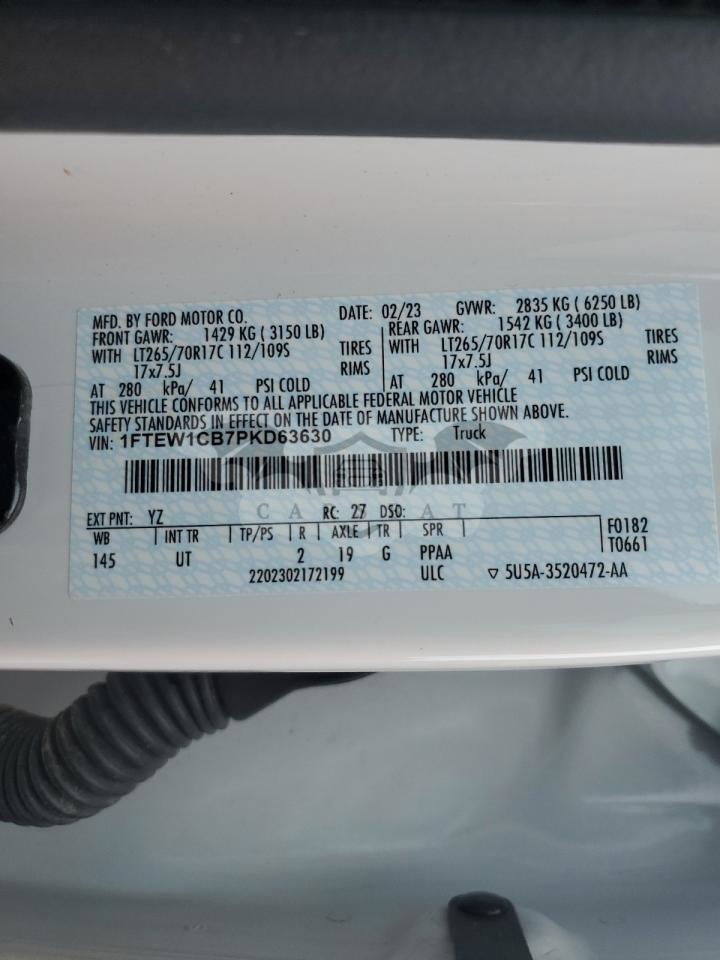 MFD. BY FORD MOTOR CO. DATE: 02/23 GVWR: 2835 KG ( 6250 LB)
FRONT GAWR: 1429 KG ( 3150 LB) REAR GAWR: 1542 KG ( 3400 LB)
WITH LT265/70R17C 112/109S TIRES WITH LT265/70R17C 112/109S TIRES
17x7.5J RIMS 17x7.5J RIMS
AT 280 kPa/ 41 PSI COLD AT 280 kPa/ 41 PSI COLD
THIS VEHICLE CONFORMS TO ALL APPLICABLE FEDERAL MOTOR VEHICLE
SAFETY STANDARDS IN EFFECT ON THE DATE OF MANUFACTURE SHOWN ABOVE.
VIN: 1FTEW1CB7PKD63630 TYPE: Truck
EXT PNT: YZ RC: 27 DSO:
WB INT TR TP/PS R AXLE TR SPR F0182
145 UT 2 19 G PPAA T0661
2202302172199 ULC ▽ 5U5A-3520472-AA